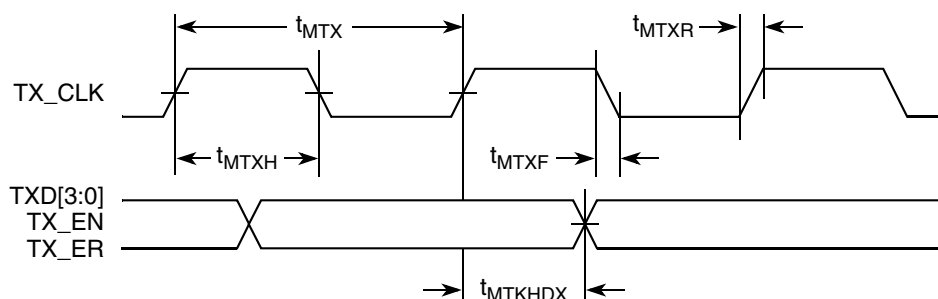 tMTX
tMTXR
TX_CLK
tMTXH
tMTXF
TXD[3:0]
TX_EN
TX_ER
tMTKHDX